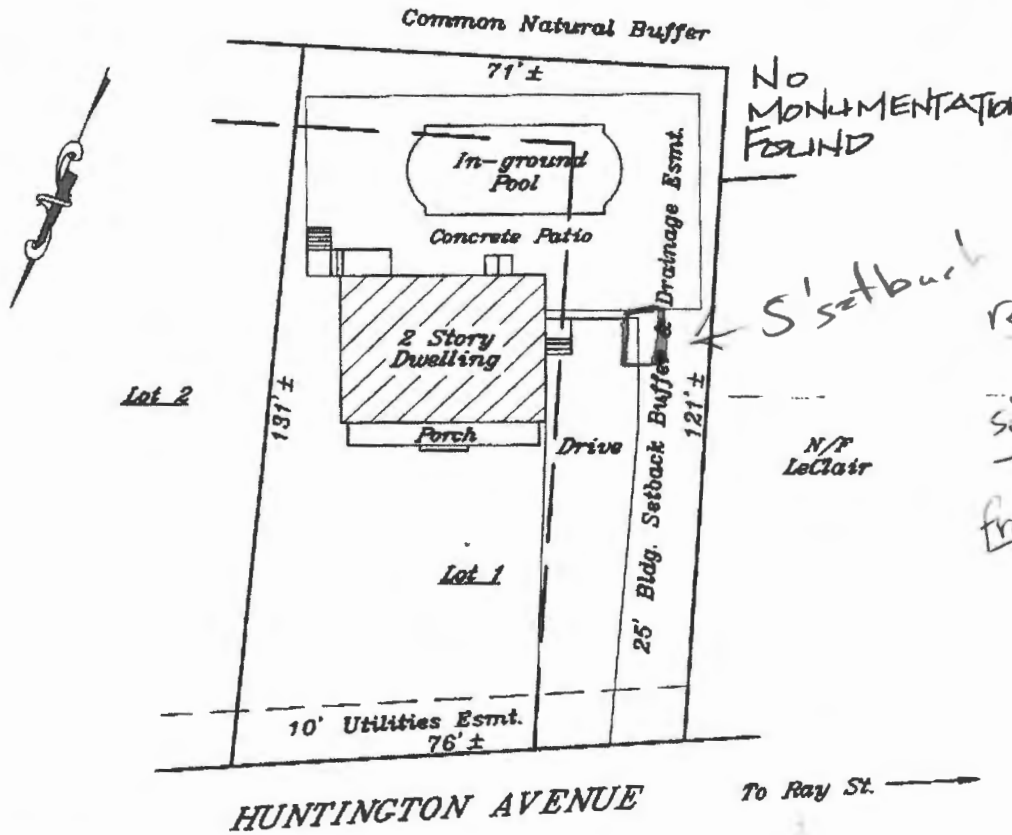 Common Natural Buffer
71'±
No
MONUMENTATION
FOUND
In-ground
Pool
Concrete Patio
25' Bldg. Setback Buffer & Drainage Esmt.
5' setback
2 Story
Dwelling
Lot 2
131'±
121'±
Porch
Drive
N/F
LeClair
Lot 1
10' Utilities Esmt.
76'±
HUNTINGTON AVENUE
To Ray St.